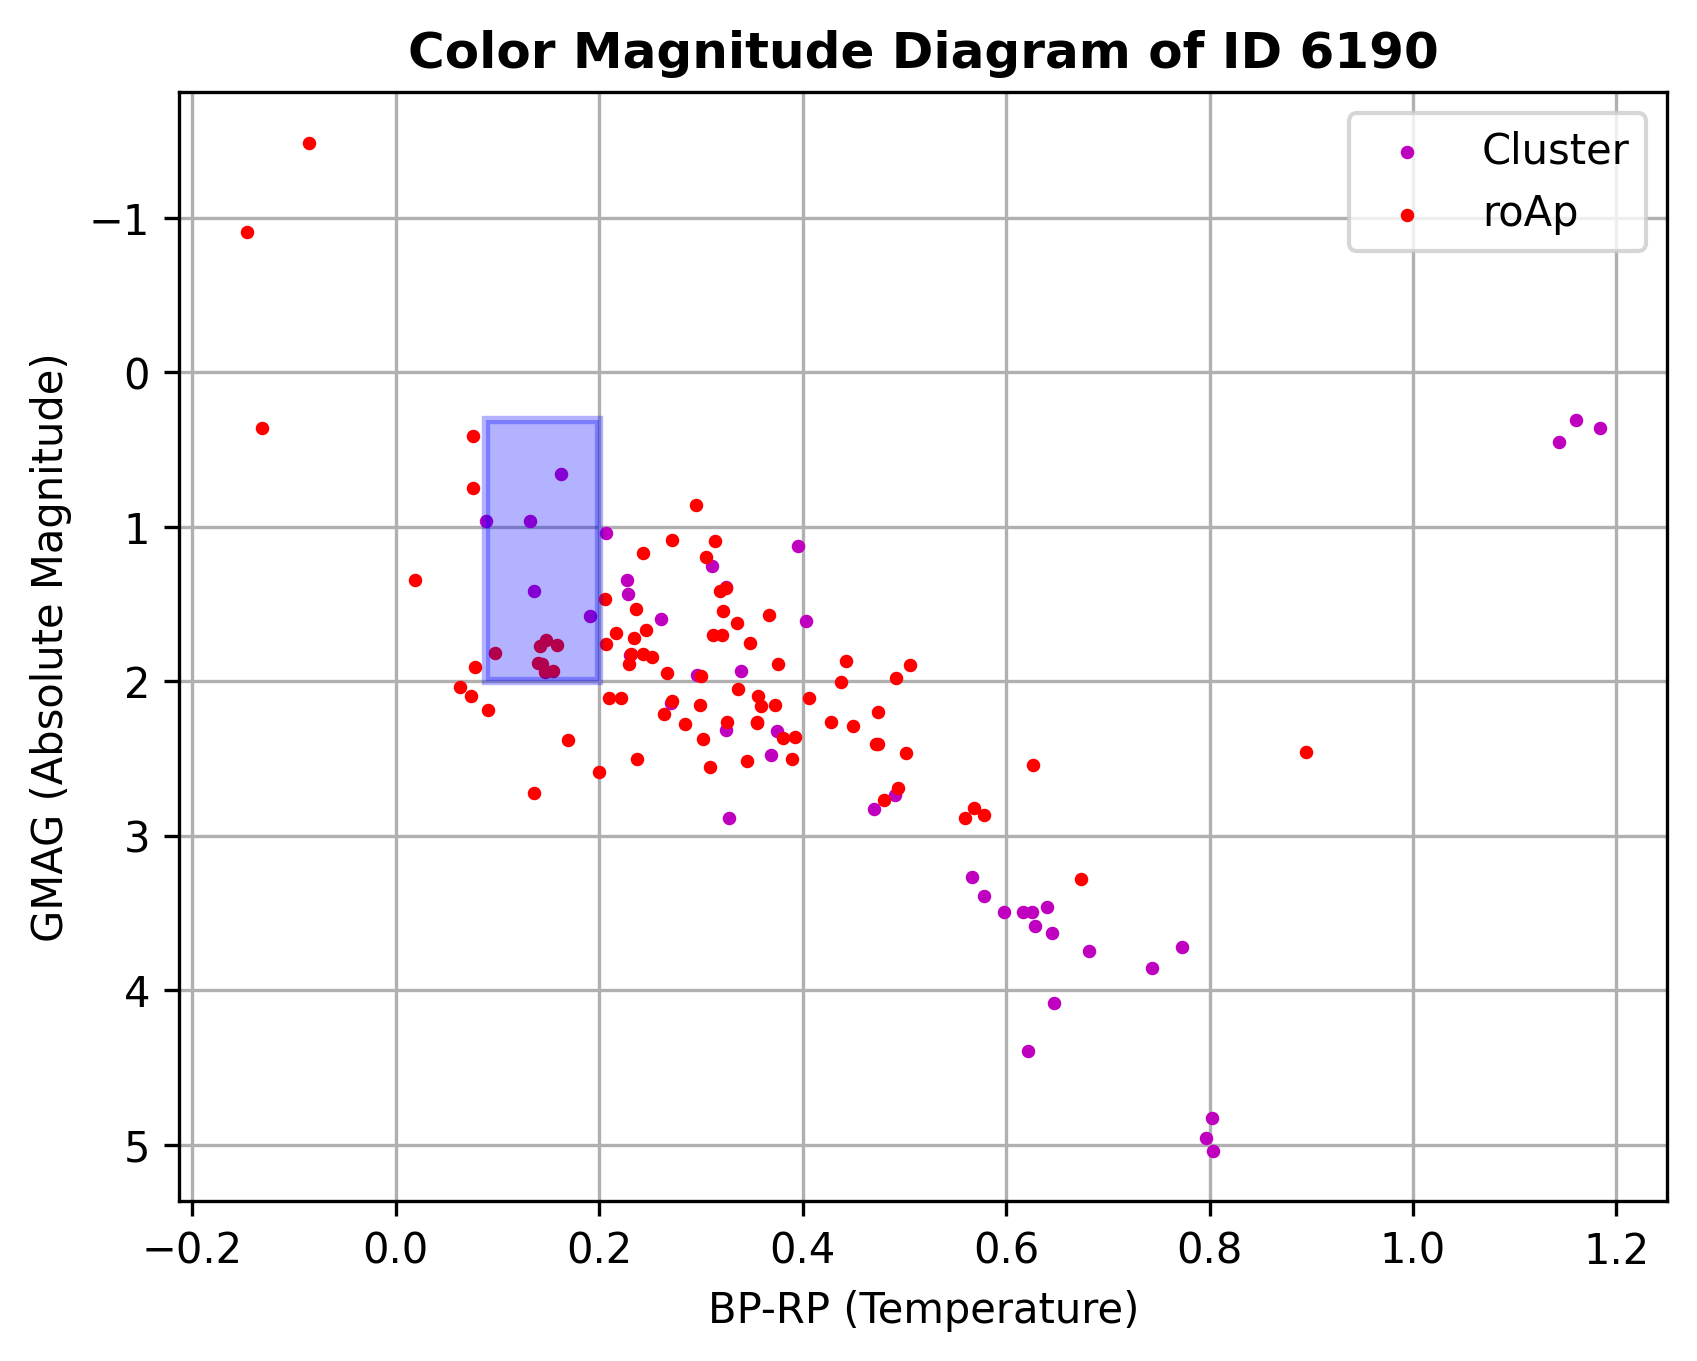 Color Magnitude Diagram of ID 6190
Cluster
roAp
GMAG (Absolute Magnitude)
−1
0
1
2
3
4
5
−0.2 0.0 0.2 0.4 0.6 0.8 1.0 1.2
BP-RP (Temperature)